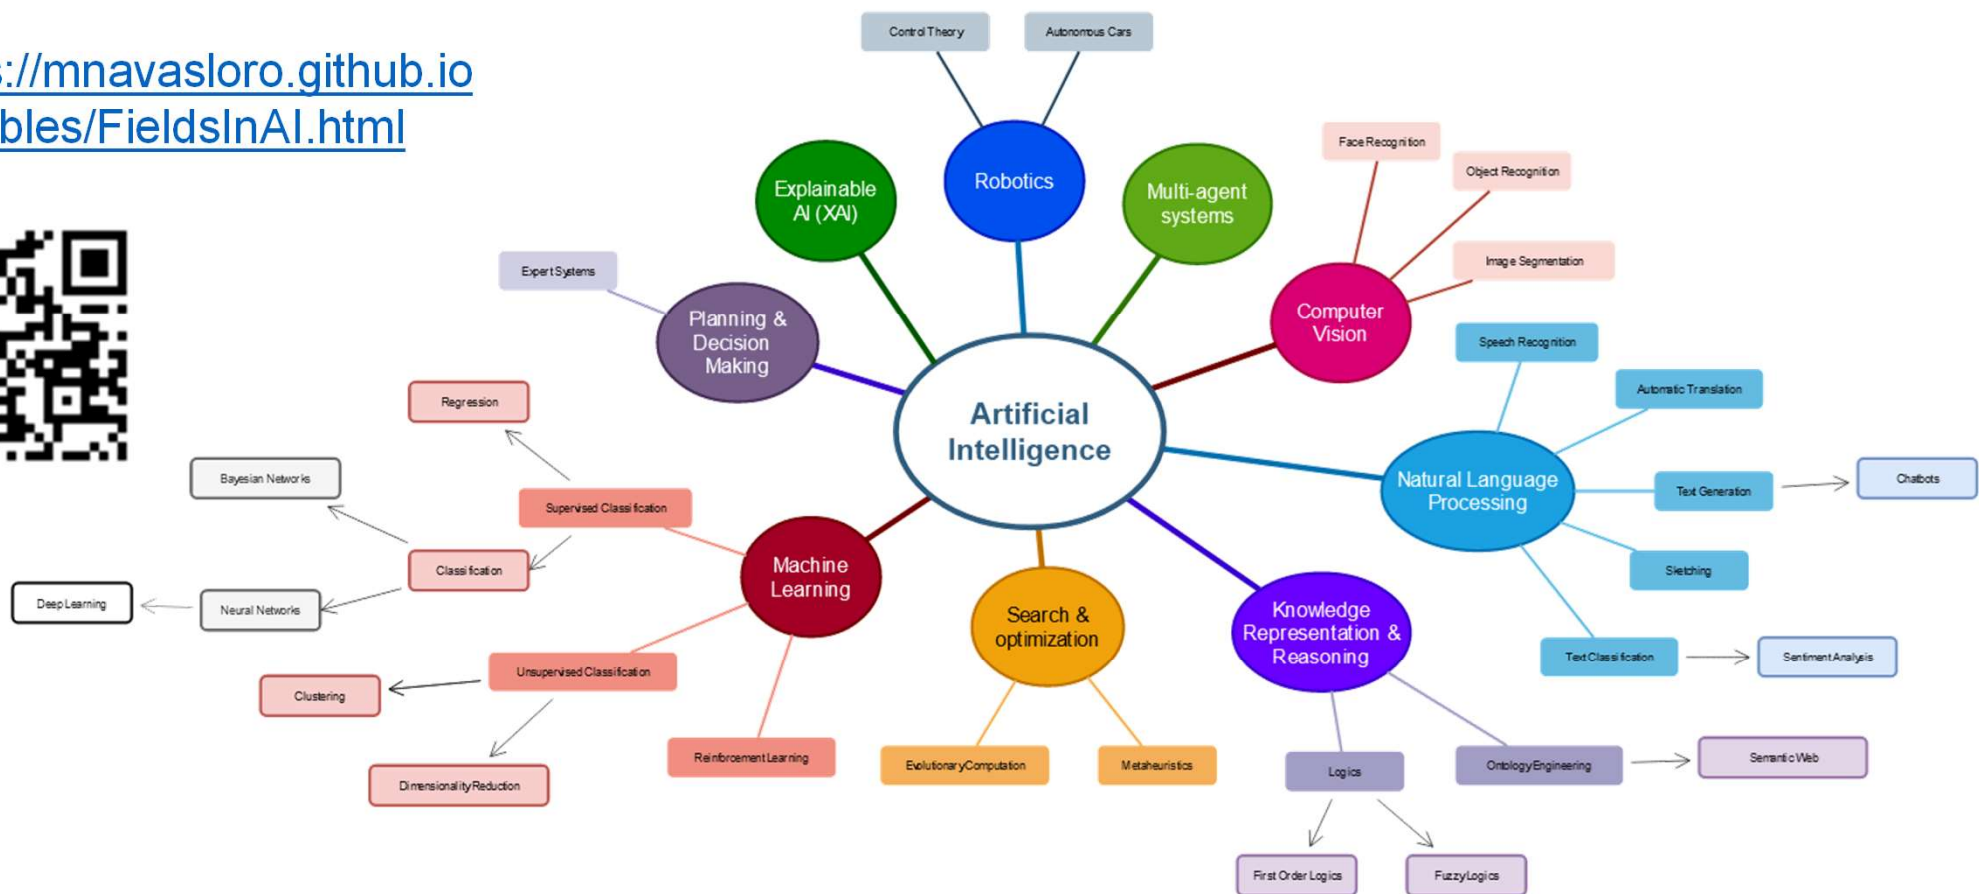 s://mnavasloro.github.io
bles/FieldsInAI.html
Control Theory
Autonomous Cars
Robotics
Explainable
AI (XAI)
Multi-agent
systems
Face Recognition
Object Recognition
Image Segmentation
Computer
Vision
Expert Systems
Planning &
Decision
Making
Artificial
Intelligence
Speech Recognition
Automatic Translation
Natural Language
Processing
Text Generation
Chatbots
Sketching
Text Classification
Sentiment Analysis
Regression
Bayesian Networks
Supervised Classification
Classification
Deep Learning
Neural Networks
Machine
Learning
Unsupervised Classification
Clustering
Dimensionality Reduction
Reinforcement Learning
Search &
optimization
Evolutionary Computation
Metaheuristics
Knowledge
Representation &
Reasoning
Logics
Ontology Engineering
Semantic Web
First Order Logics
Fuzzy Logics